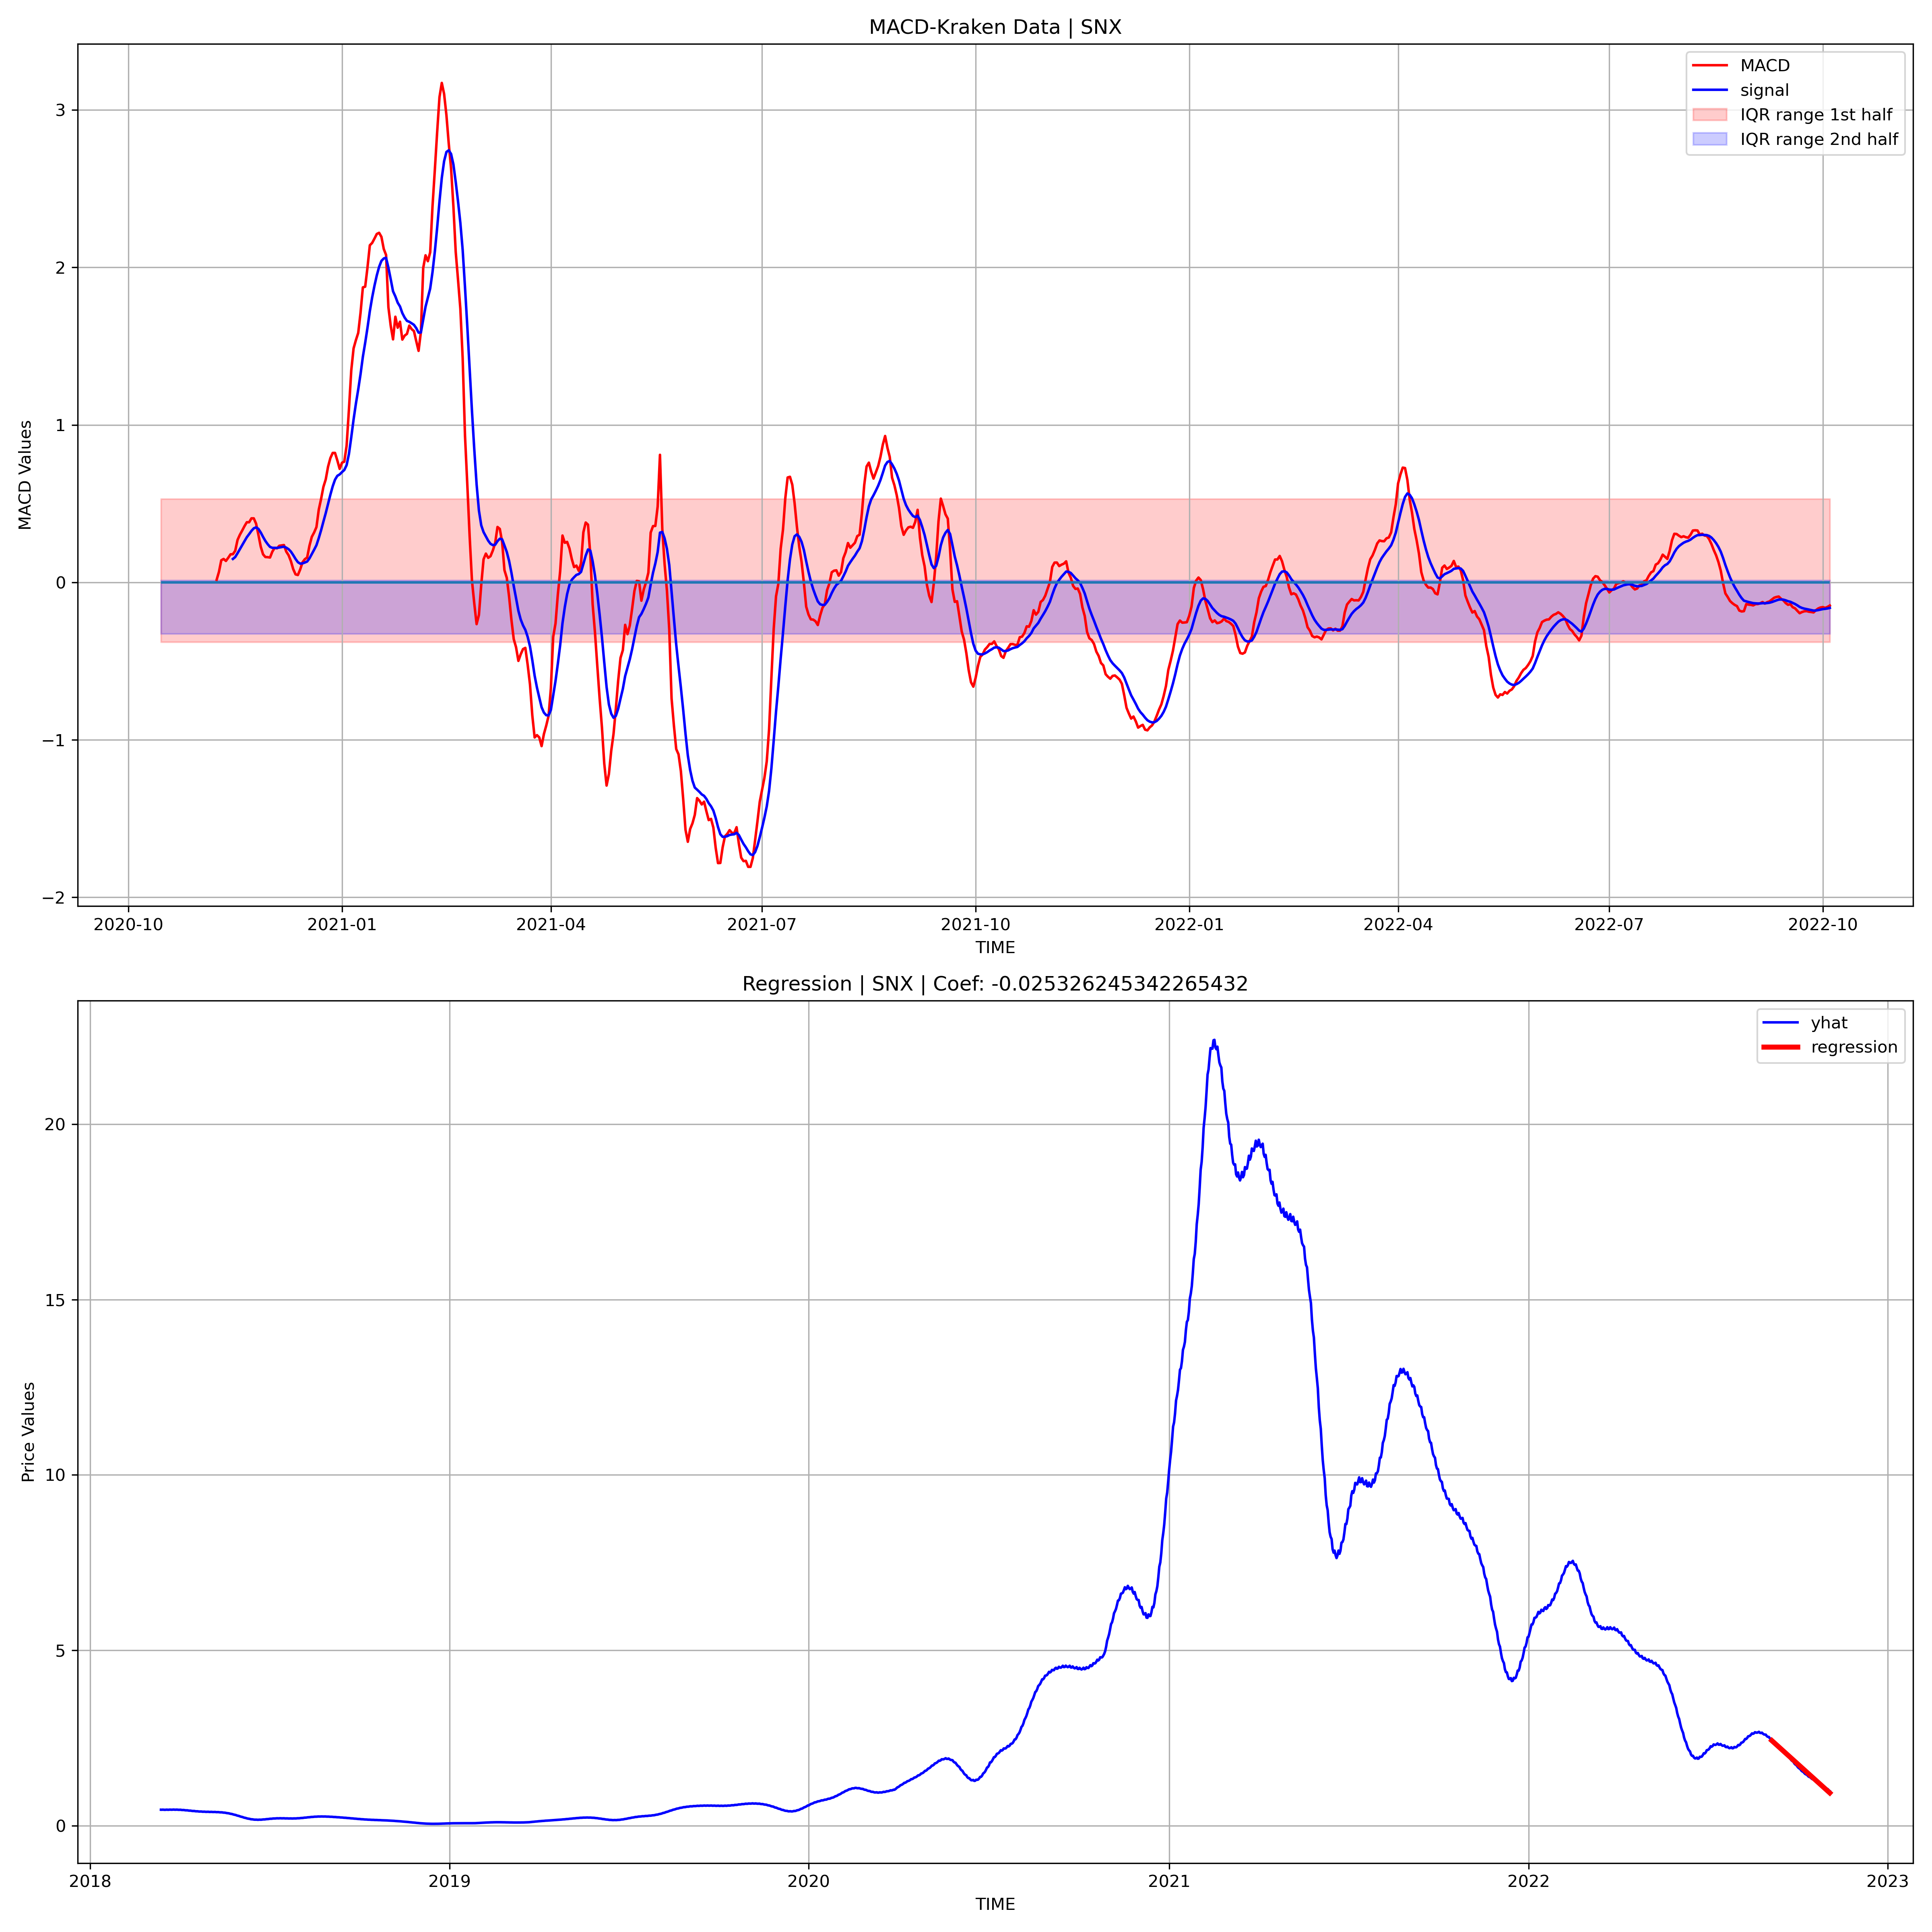 MACD-Kraken Data | SNX
MACD
signal
IQR range 1st half
IQR range 2nd half
MACD Values
3
2
1
0
−1
−2
2020-10
2021-01
2021-04
2021-07
2021-10
2022-01
2022-04
2022-07
2022-10
TIME
Regression | SNX | Coef: -0.025326245342265432
yhat
regression
Price Values
20
15
10
5
0
2018
2019
2020
2021
2022
2023
TIME